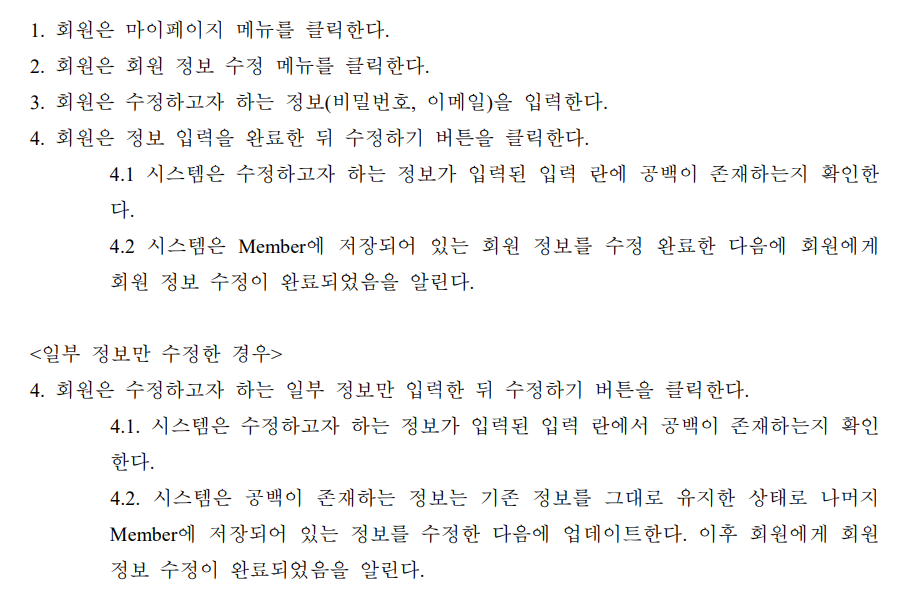 1. 회원은 마이페이지 메뉴를 클릭한다.
2. 회원은 회원 정보 수정 메뉴를 클릭한다.
3. 회원은 수정하고자 하는 정보(비밀번호, 이메일)을 입력한다.
4. 회원은 정보 입력을 완료한 뒤 수정하기 버튼을 클릭한다.
4.1 시스템은 수정하고자 하는 정보가 입력된 입력 란에 공백이 존재하는지 확인한
다.
4.2 시스템은 Member에 저장되어 있는 회원 정보를 수정 완료한 다음에 회원에게
회원 정보 수정이 완료되었음을 알린다.
<일부 정보만 수정한 경우>
4. 회원은 수정하고자 하는 일부 정보만 입력한 뒤 수정하기 버튼을 클릭한다.
4.1. 시스템은 수정하고자 하는 정보가 입력된 입력 란에서 공백이 존재하는지 확인
한다.
4.2. 시스템은 공백이 존재하는 정보는 기존 정보를 그대로 유지한 상태로 나머지
Member에 저장되어 있는 정보를 수정한 다음에 업데이트한다. 이후 회원에게 회원
정보 수정이 완료되었음을 알린다.